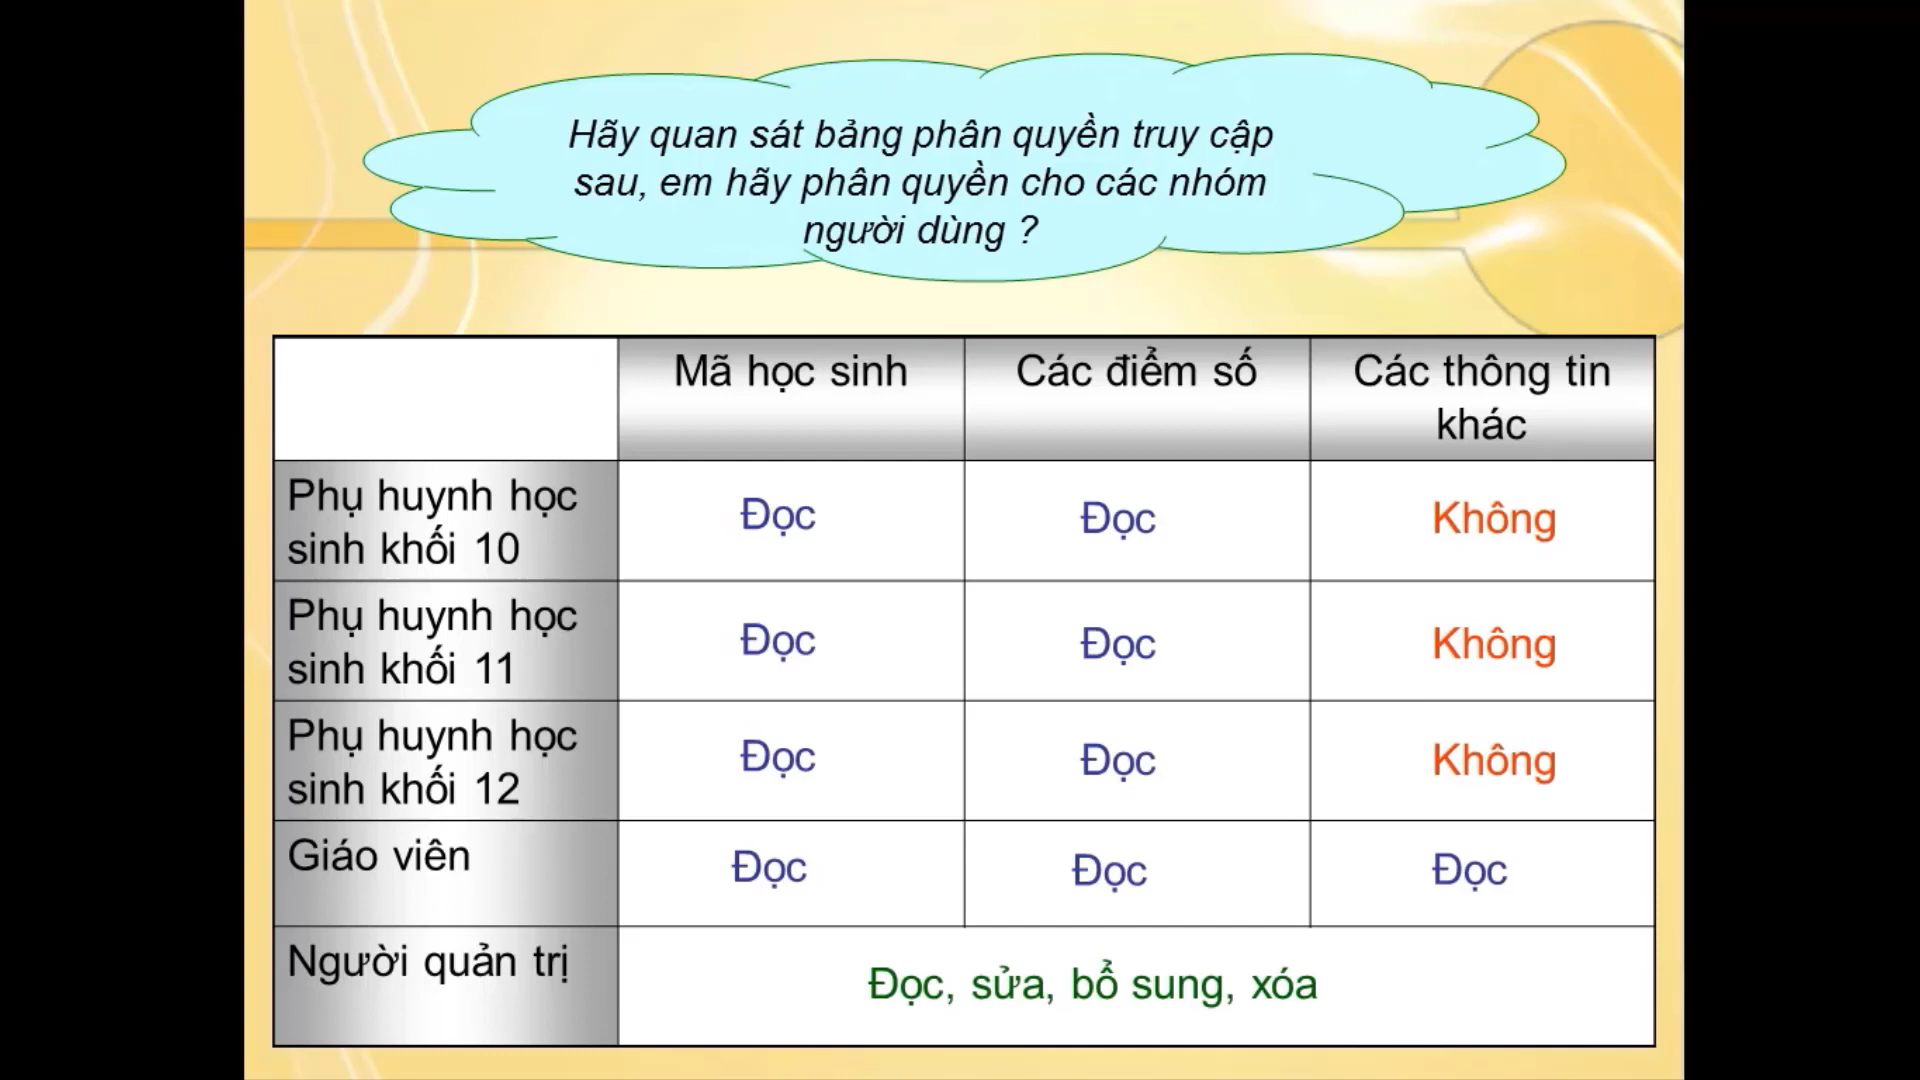 Hãy quan sát bảng phân quyền truy cập
sau, em hãy phân quyền cho các nhóm
người dùng ?
Mã học sinh
Các điểm số
Các thông tin
khác
Phụ huynh học
sinh khối 10
Đọc
Đọc
Không
Phụ huynh học
sinh khối 11
Đọc
Đọc
Không
Phụ huynh học
sinh khối 12
Đọc
Đọc
Không
Giáo viên
Đọc
Đọc
Đọc
Người quản trị
Đọc, sửa, bổ sung, xóa